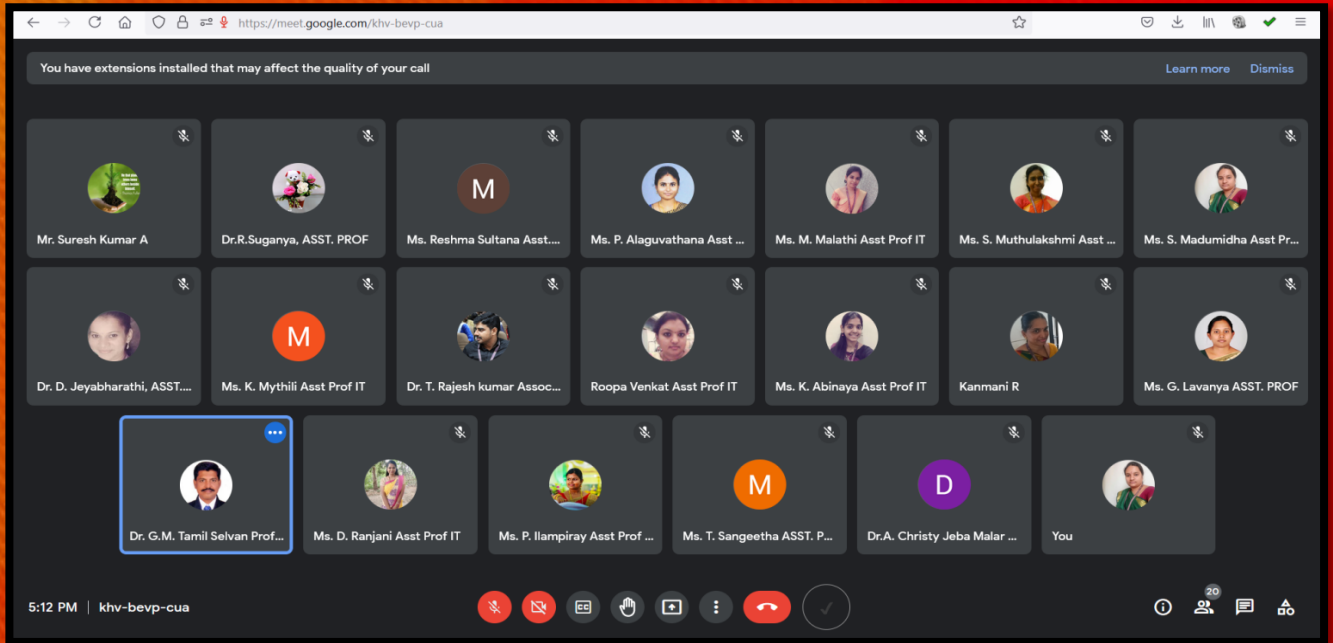 https://meet.google.com/khv-bevp-cua
You have extensions installed that may affect the quality of your call
Learn more Dismiss
Mr. Suresh Kumar A
Dr.R.Suganya, ASST. PROF
M
Ms. Reshma Sultana Asst....
Ms. P. Alaguvathana Asst ...
Ms. M. Malathi Asst Prof IT
Ms. S. Muthulakshmi Asst ...
Ms. S. Madumidha Asst Pr...
Dr. D. Jeyabharathi, ASST....
M
Ms. K. Mythili Asst Prof IT
Dr. T. Rajesh kumar Assoc...
Roopa Venkat Asst Prof IT
Ms. K. Abinaya Asst Prof IT
Kanmani R
Ms. G. Lavanya ASST. PROF
Dr. G.M. Tamil Selvan Prof...
Ms. D. Ranjani Asst Prof IT
Ms. P. Ilampiray Asst Prof ...
M
Ms. T. Sangeetha ASST. P...
D
Dr.A. Christy Jeba Malar ...
You
5:12 PM | khv-bevp-cua
CC
20